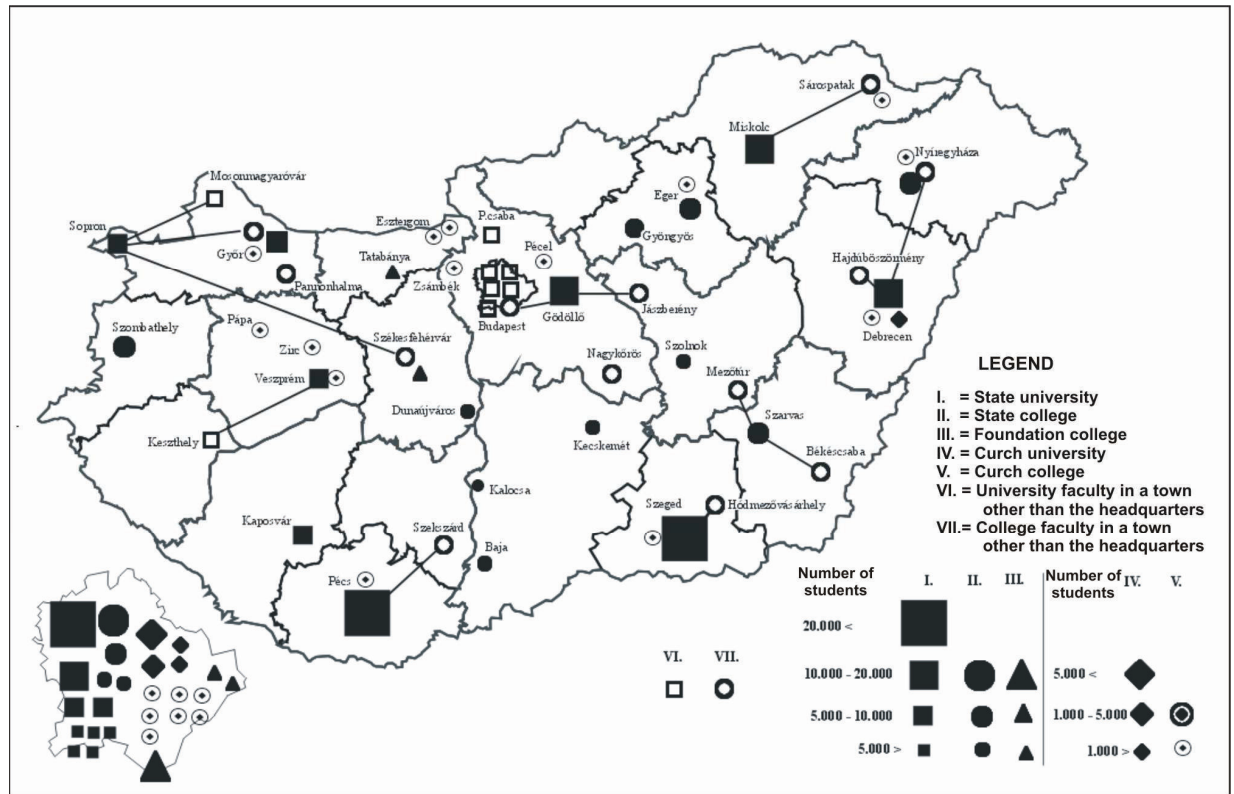 Sárospatak
Miskolc
Nyíregyháza
Mosonmagyaróvár
Eger
Esztergom
P.csaba
Sopron
Gyöngyös
Pécel
Tatabánya
Győr
Hajdúböszörmény
Zsámbék
Pannonhalma
Jászberény
Gödöllő
Budapest
Pápa
Szombathely
Debrecen
Székesfehérvár
Zirc
Szolnok
Nagykőrös
Mezőtúr
Veszprém
Dunaújváros
Szarvas
Keszthely
Kecskemét
Békéscsaba
Kalocsa
Szeged
Hódmezővásárhely
Kaposvár
Szekszárd
Baja
Pécs
LEGEND
I. = State university
II. = State college
III. = Foundation college
IV. = Curch university
V. = Curch college
VI. = University faculty in a town
other than the headquarters
VII.= College faculty in a town
other than the headquarters
VI. VII.
Number of
students
I. II. III.
20.000 <
10.000 - 20.000
5.000 - 10.000
5.000 >
Number of
students
IV. V.
5.000 <
1.000 - 5.000
1.000 >